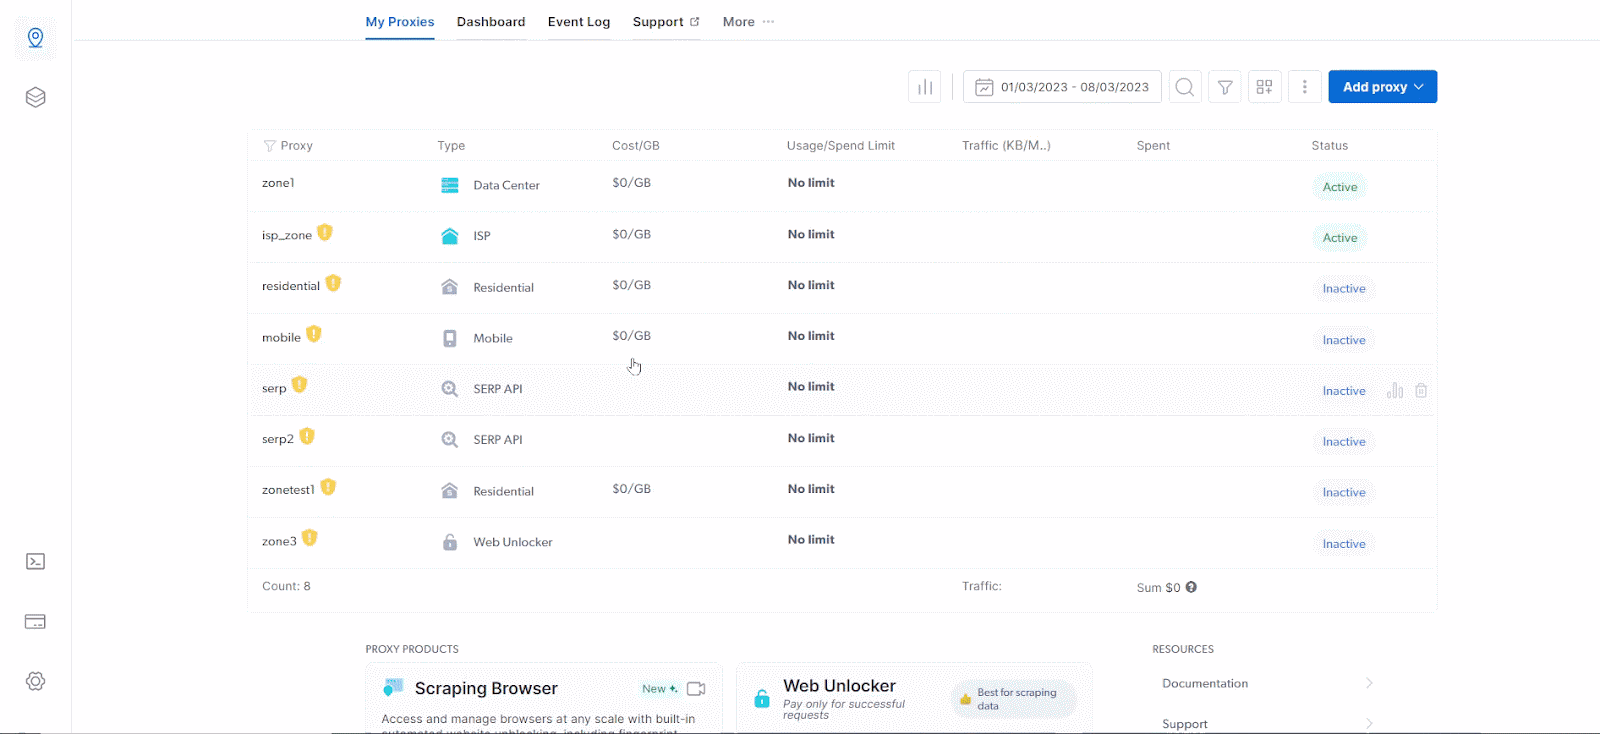 My Proxies Dashboard Event Log Support More ···
01/03/2023 - 08/03/2023 Add proxy
Proxy Type Cost/GB Usage/Spend Limit Traffic (KB/M..) Spent Status
zone1 Data Center $0/GB No limit Active
isp_zone ISP $0/GB No limit Active
residential Residential $0/GB No limit Inactive
mobile Mobile $0/GB No limit Inactive
serp SERP API No limit Inactive
serp2 SERP API No limit Inactive
zonetest1 Residential $0/GB No limit Inactive
zone3 Web Unlocker No limit Inactive
Count: 8 Traffic: Sum $0
PROXY PRODUCTS
Scraping Browser New
Access and manage browsers at any scale with built-in
automated website unblocking, including fingerprint
Web Unlocker
Pay only for successful
requests
Best for scraping
data
RESOURCES
Documentation
Support